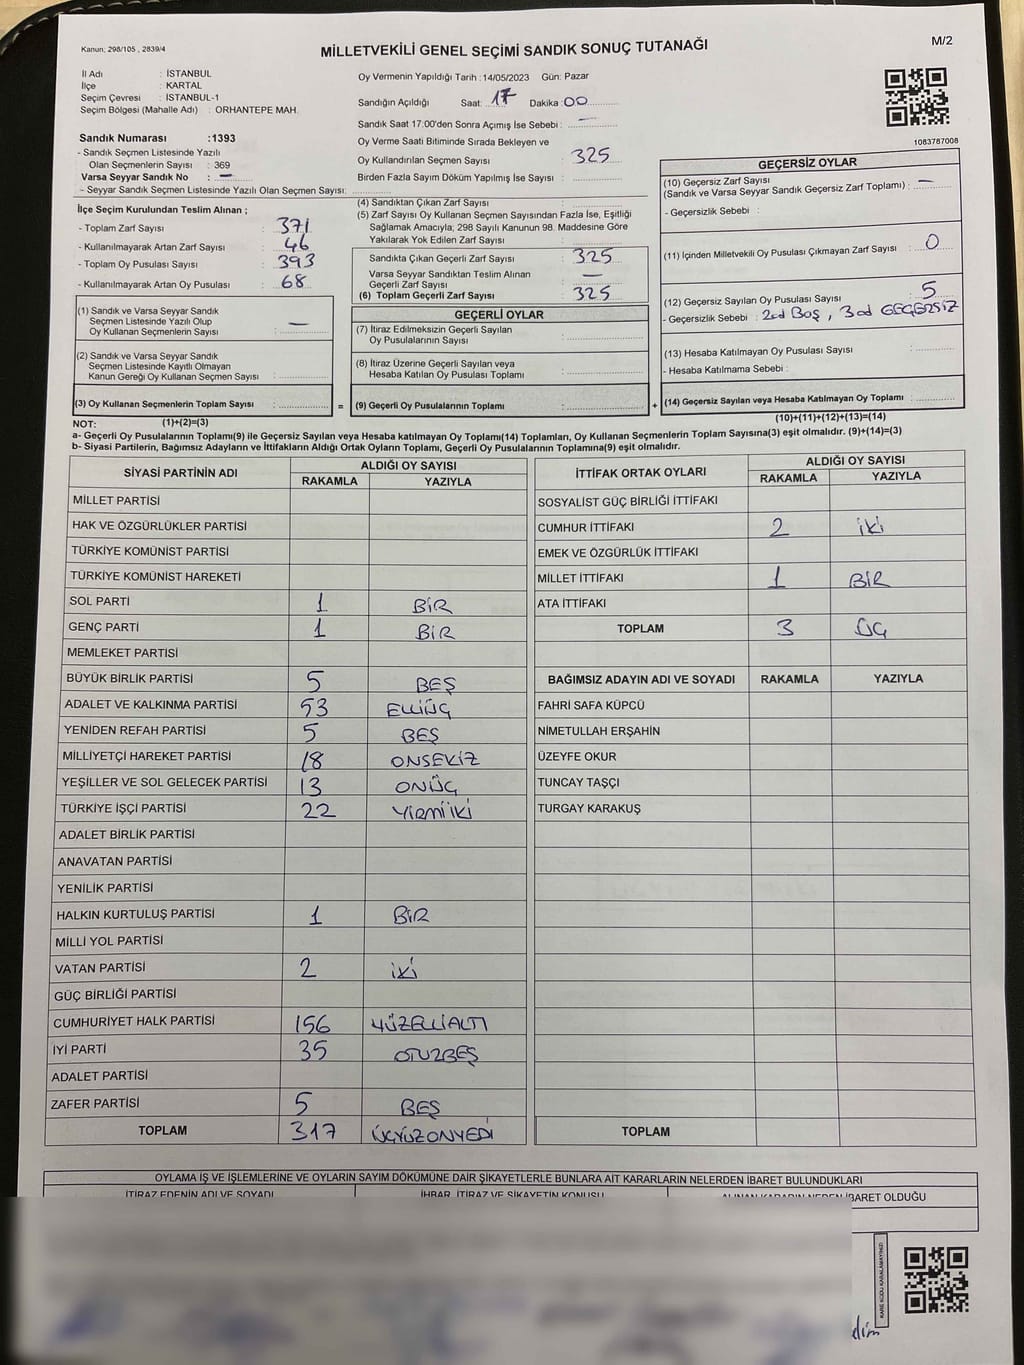 Kanun; 298/105 , 2839/4
MİLLETVEKİLİ GENEL SEÇİMİ SANDIK SONUÇ TUTANAĞI
M/2
İl Adı : İSTANBUL
İlçe : KARTAL
Seçim Çevresi : İSTANBUL-1
Seçim Bölgesi (Mahalle Adı) : ORHANTEPE MAH.
Sandık Numarası :1393
- Sandık Seçmen Listesinde Yazılı
Olan Seçmenlerin Sayısı : 369
Varsa Seyyar Sandık No : —
- Seyyar Sandık Seçmen Listesinde Yazılı Olan Seçmen Sayısı:
Oy Vermenin Yapıldığı Tarih :14/05/2023 Gün: Pazar
Sandığın Açıldığı Saat: 17 Dakika :00
Sandık Saat 17:00'den Sonra Açımış İse Sebebi : —
Oy Verme Saati Bitiminde Sırada Bekleyen ve
Oy Kullandırılan Seçmen Sayısı : 325
Birden Fazla Sayım Döküm Yapılmış İse Sayısı :
1083787008
İlçe Seçim Kurulundan Teslim Alınan ;
- Toplam Zarf Sayısı : 371
- Kullanılmayarak Artan Zarf Sayısı : 46
- Toplam Oy Pusulası Sayısı : 393
- Kullanılmayarak Artan Oy Pusulası : 68
(1) Sandık ve Varsa Seyyar Sandık
Seçmen Listesinde Yazılı Olup
Oy Kullanan Seçmenlerin Sayısı : —
(2) Sandık ve Varsa Seyyar Sandık
Seçmen Listesinde Kayıtlı Olmayan
Kanun Gereği Oy Kullanan Seçmen Sayısı :
(3) Oy Kullanan Seçmenlerin Toplam Sayısı :
(4) Sandıktan Çıkan Zarf Sayısı :
(5) Zarf Sayısı Oy Kullanan Seçmen Sayısından Fazla İse, Eşitliği
Sağlamak Amacıyla; 298 Sayılı Kanunun 98. Maddesine Göre
Yakılarak Yok Edilen Zarf Sayısı :
Sandıkta Çıkan Geçerli Zarf Sayısı : 325
Varsa Seyyar Sandıktan Teslim Alınan
Geçerli Zarf Sayısı : —
(6) Toplam Geçerli Zarf Sayısı : 325
GEÇERLİ OYLAR
(7) İtiraz Edilmeksizin Geçerli Sayılan
Oy Pusulalarının Sayısı :
(8) İtiraz Üzerine Geçerli Sayılan veya
Hesaba Katılan Oy Pusulası Toplamı :
= (9) Geçerli Oy Pusulalarının Toplamı :
GEÇERSİZ OYLAR
(10) Geçersiz Zarf Sayısı
(Sandık ve Varsa Seyyar Sandık Geçersiz Zarf Toplamı) : —
- Geçersizlik Sebebi :
(11) İçinden Milletvekili Oy Pusulası Çıkmayan Zarf Sayısı : 0
(12) Geçersiz Sayılan Oy Pusulası Sayısı : 5
- Geçersizlik Sebebi : 2ad Boş , 3ad GEÇERSİZ
(13) Hesaba Katılmayan Oy Pusulası Sayısı :
- Hesaba Katılmama Sebebi :
+ (14) Geçersiz Sayılan veya Hesaba Katılmayan Oy Toplamı :
NOT: (1)+(2)=(3)
(10)+(11)+(12)+(13)=(14)
a- Geçerli Oy Pusulalarının Toplamı(9) ile Geçersiz Sayılan veya Hesaba katılmayan Oy Toplamı(14) Toplamları, Oy Kullanan Seçmenlerin Toplam Sayısına(3) eşit olmalıdır. (9)+(14)=(3)
b- Siyasi Partilerin, Bağımsız Adayların ve İttifakların Aldığı Ortak Oyların Toplamı, Geçerli Oy Pusulalarının Toplamına(9) eşit olmalıdır.
SİYASİ PARTİNİN ADI ALDIĞI OY SAYISI
RAKAMLA YAZIYLA
MİLLET PARTİSİ
HAK VE ÖZGÜRLÜKLER PARTİSİ
TÜRKİYE KOMÜNİST PARTİSİ
TÜRKİYE KOMÜNİST HAREKETİ
SOL PARTİ 1 BİR
GENÇ PARTİ 1 BİR
MEMLEKET PARTİSİ
BÜYÜK BİRLİK PARTİSİ 5 BEŞ
ADALET VE KALKINMA PARTİSİ 53 ELLİÜÇ
YENİDEN REFAH PARTİSİ 5 BEŞ
MİLLİYETÇİ HAREKET PARTİSİ 18 ONSEKİZ
YEŞİLLER VE SOL GELECEK PARTİSİ 13 ONÜÇ
TÜRKİYE İŞÇİ PARTİSİ 22 YİRMİİKİ
ADALET BİRLİK PARTİSİ
ANAVATAN PARTİSİ
YENİLİK PARTİSİ
HALKIN KURTULUŞ PARTİSİ 1 BİR
MİLLİ YOL PARTİSİ
VATAN PARTİSİ 2 İKİ
GÜÇ BİRLİĞİ PARTİSİ
CUMHURİYET HALK PARTİSİ 156 YÜZELLİALTI
İYİ PARTİ 35 OTUZBEŞ
ADALET PARTİSİ
ZAFER PARTİSİ 5 BEŞ
TOPLAM 317 ÜÇYÜZONYEDİ
İTTİFAK ORTAK OYLARI ALDIĞI OY SAYISI
RAKAMLA YAZIYLA
SOSYALİST GÜÇ BİRLİĞİ İTTİFAKI
CUMHUR İTTİFAKI 2 İKİ
EMEK VE ÖZGÜRLÜK İTTİFAKI
MİLLET İTTİFAKI 1 BİR
ATA İTTİFAKI
TOPLAM 3 ÜÇ
BAĞIMSIZ ADAYIN ADI VE SOYADI RAKAMLA YAZIYLA
FAHRİ SAFA KÜPCÜ
NİMETULLAH ERŞAHİN
ÜZEYFE OKUR
TUNCAY TAŞÇI
TURGAY KARAKUŞ
TOPLAM
OYLAMA İŞ VE İŞLEMLERİNE VE OYLARIN SAYIM DÖKÜMÜNE DAİR ŞİKAYETLERLE BUNLARA AİT KARARLARIN NELERDEN İBARET BULUNDUKLARI
İTİRAZ EDENİN ADI VE SOYADI İHBAR, İTİRAZ VE ŞİKAYETİN KONUSU ALINAN KARARIN NEDEN İBARET OLDUĞU
KARE KODU KARALAMAYINIZ!